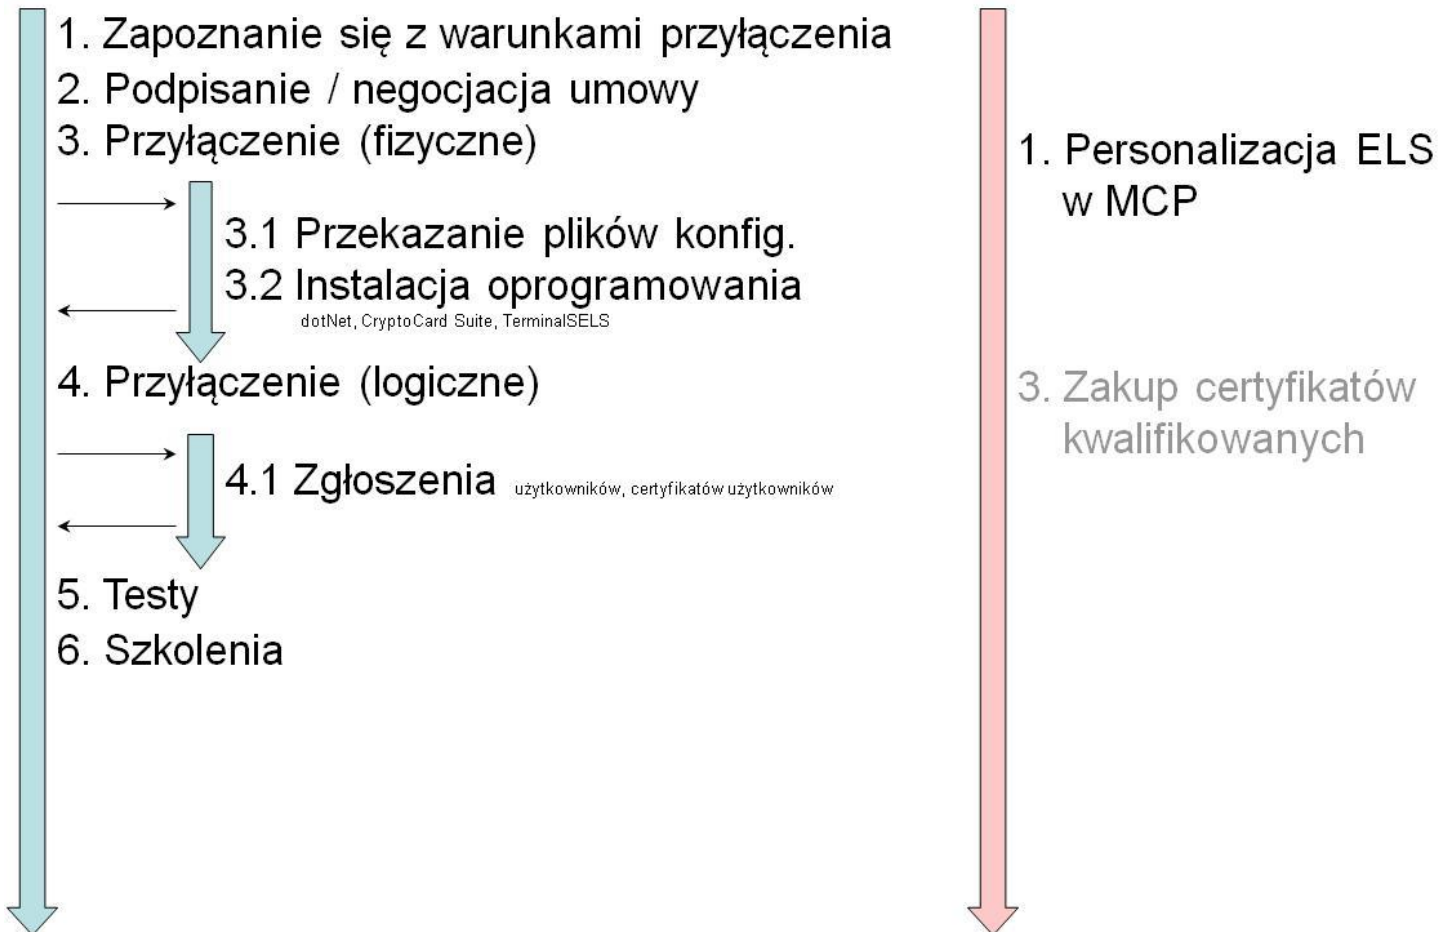 1. Zapoznanie się z warunkami przyłączenia
2. Podpisanie / negocjacja umowy
3. Przyłączenie (fizyczne)
3.1 Przekazanie plików konfig.
3.2 Instalacja oprogramowania
dotNet, CryptoCard Suite, TerminalSELS
4. Przyłączenie (logiczne)
4.1 Zgłoszenia użytkowników, certyfikatów użytkowników
5. Testy
6. Szkolenia
1. Personalizacja ELS
w MCP
3. Zakup certyfikatów
kwalifikowanych